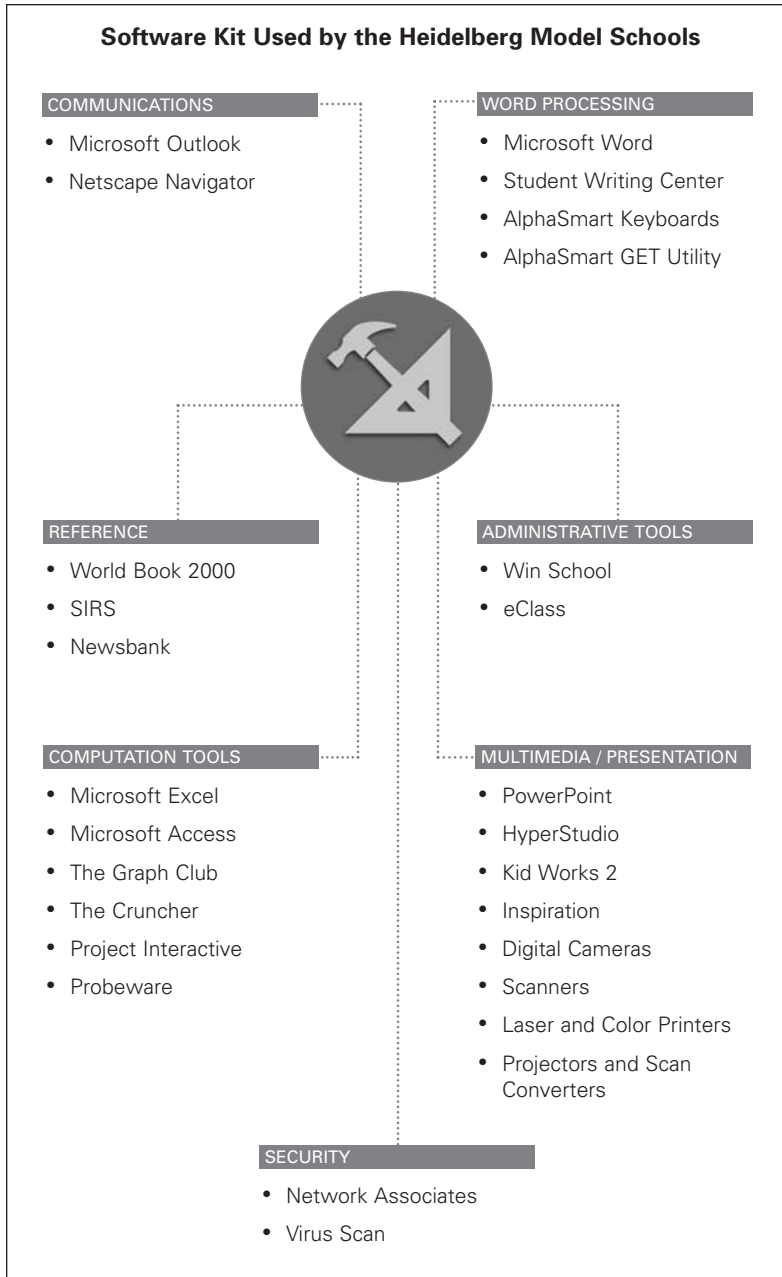 Software Kit Used by the Heidelberg Model Schools
COMMUNICATIONS
• Microsoft Outlook
• Netscape Navigator
WORD PROCESSING
• Microsoft Word
• Student Writing Center
• AlphaSmart Keyboards
• AlphaSmart GET Utility
REFERENCE
• World Book 2000
• SIRS
• Newsbank
ADMINISTRATIVE TOOLS
• Win School
• eClass
COMPUTATION TOOLS
• Microsoft Excel
• Microsoft Access
• The Graph Club
• The Cruncher
• Project Interactive
• Probeware
MULTIMEDIA / PRESENTATION
• PowerPoint
• HyperStudio
• Kid Works 2
• Inspiration
• Digital Cameras
• Scanners
• Laser and Color Printers
• Projectors and Scan
Converters
SECURITY
• Network Associates
• Virus Scan